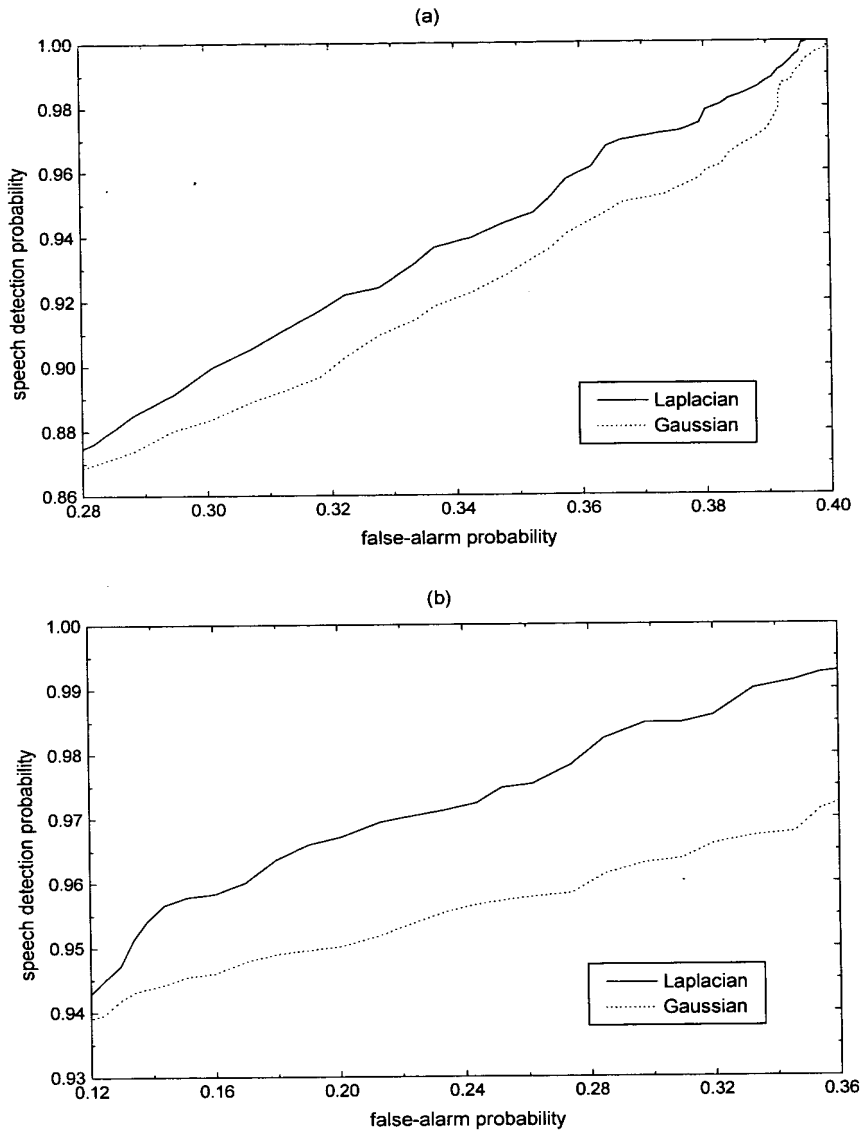 (a)
1.00
0.98
0.96
0.94
0.92
0.90
0.88
0.86
speech detection probability
Laplacian
Gaussian
0.28 0.30 0.32 0.34 0.36 0.38 0.40
false-alarm probability
(b)
1.00
0.99
0.98
0.97
0.96
0.95
0.94
0.93
speech detection probability
Laplacian
Gaussian
0.12 0.16 0.20 0.24 0.28 0.32 0.36
false-alarm probability